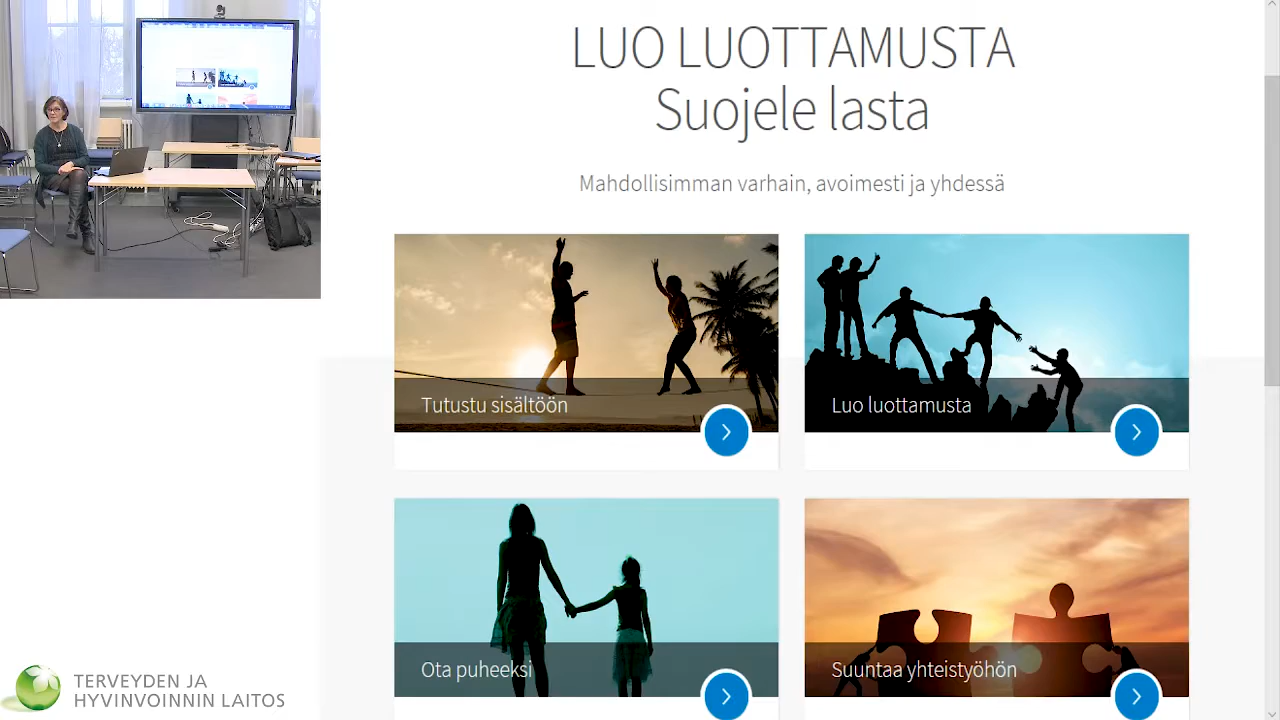 LUO LUOTTAMUSTA
Suojele lasta
Mahdollisimman varhain, avoimesti ja yhdessä
Tutustu sisältöön
Luo luottamusta
Ota puheeksi
Suuntaa yhteistyöhön
TERVEYDEN JA
HYVINVOINNIN LAITOS